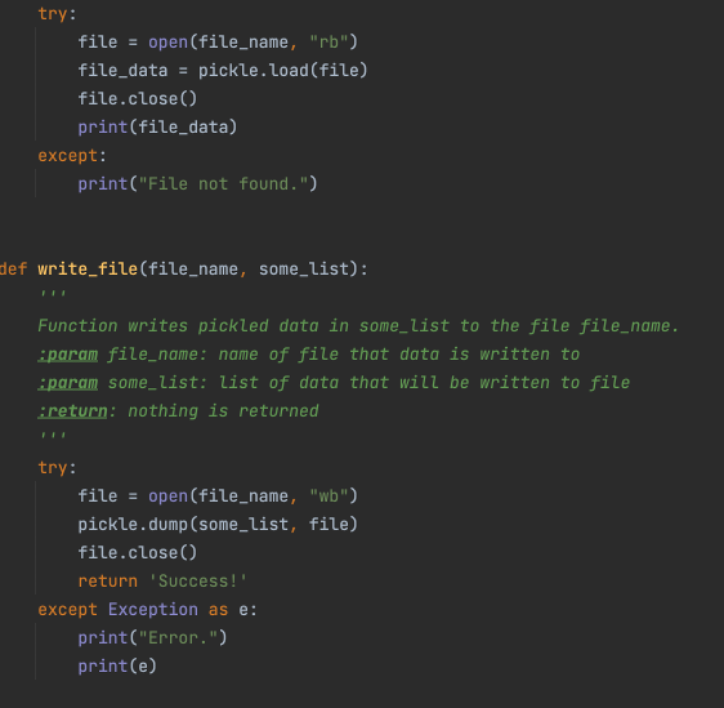 try:
file = open(file_name, "rb")
file_data = pickle.load(file)
file.close()
print(file_data)
except:
print("File not found.")
def write_file(file_name, some_list):
'''
Function writes pickled data in some_list to the file file_name.
:param file_name: name of file that data is written to
:param some_list: list of data that will be written to file
:return: nothing is returned
'''
try:
file = open(file_name, "wb")
pickle.dump(some_list, file)
file.close()
return 'Success!'
except Exception as e:
print("Error.")
print(e)